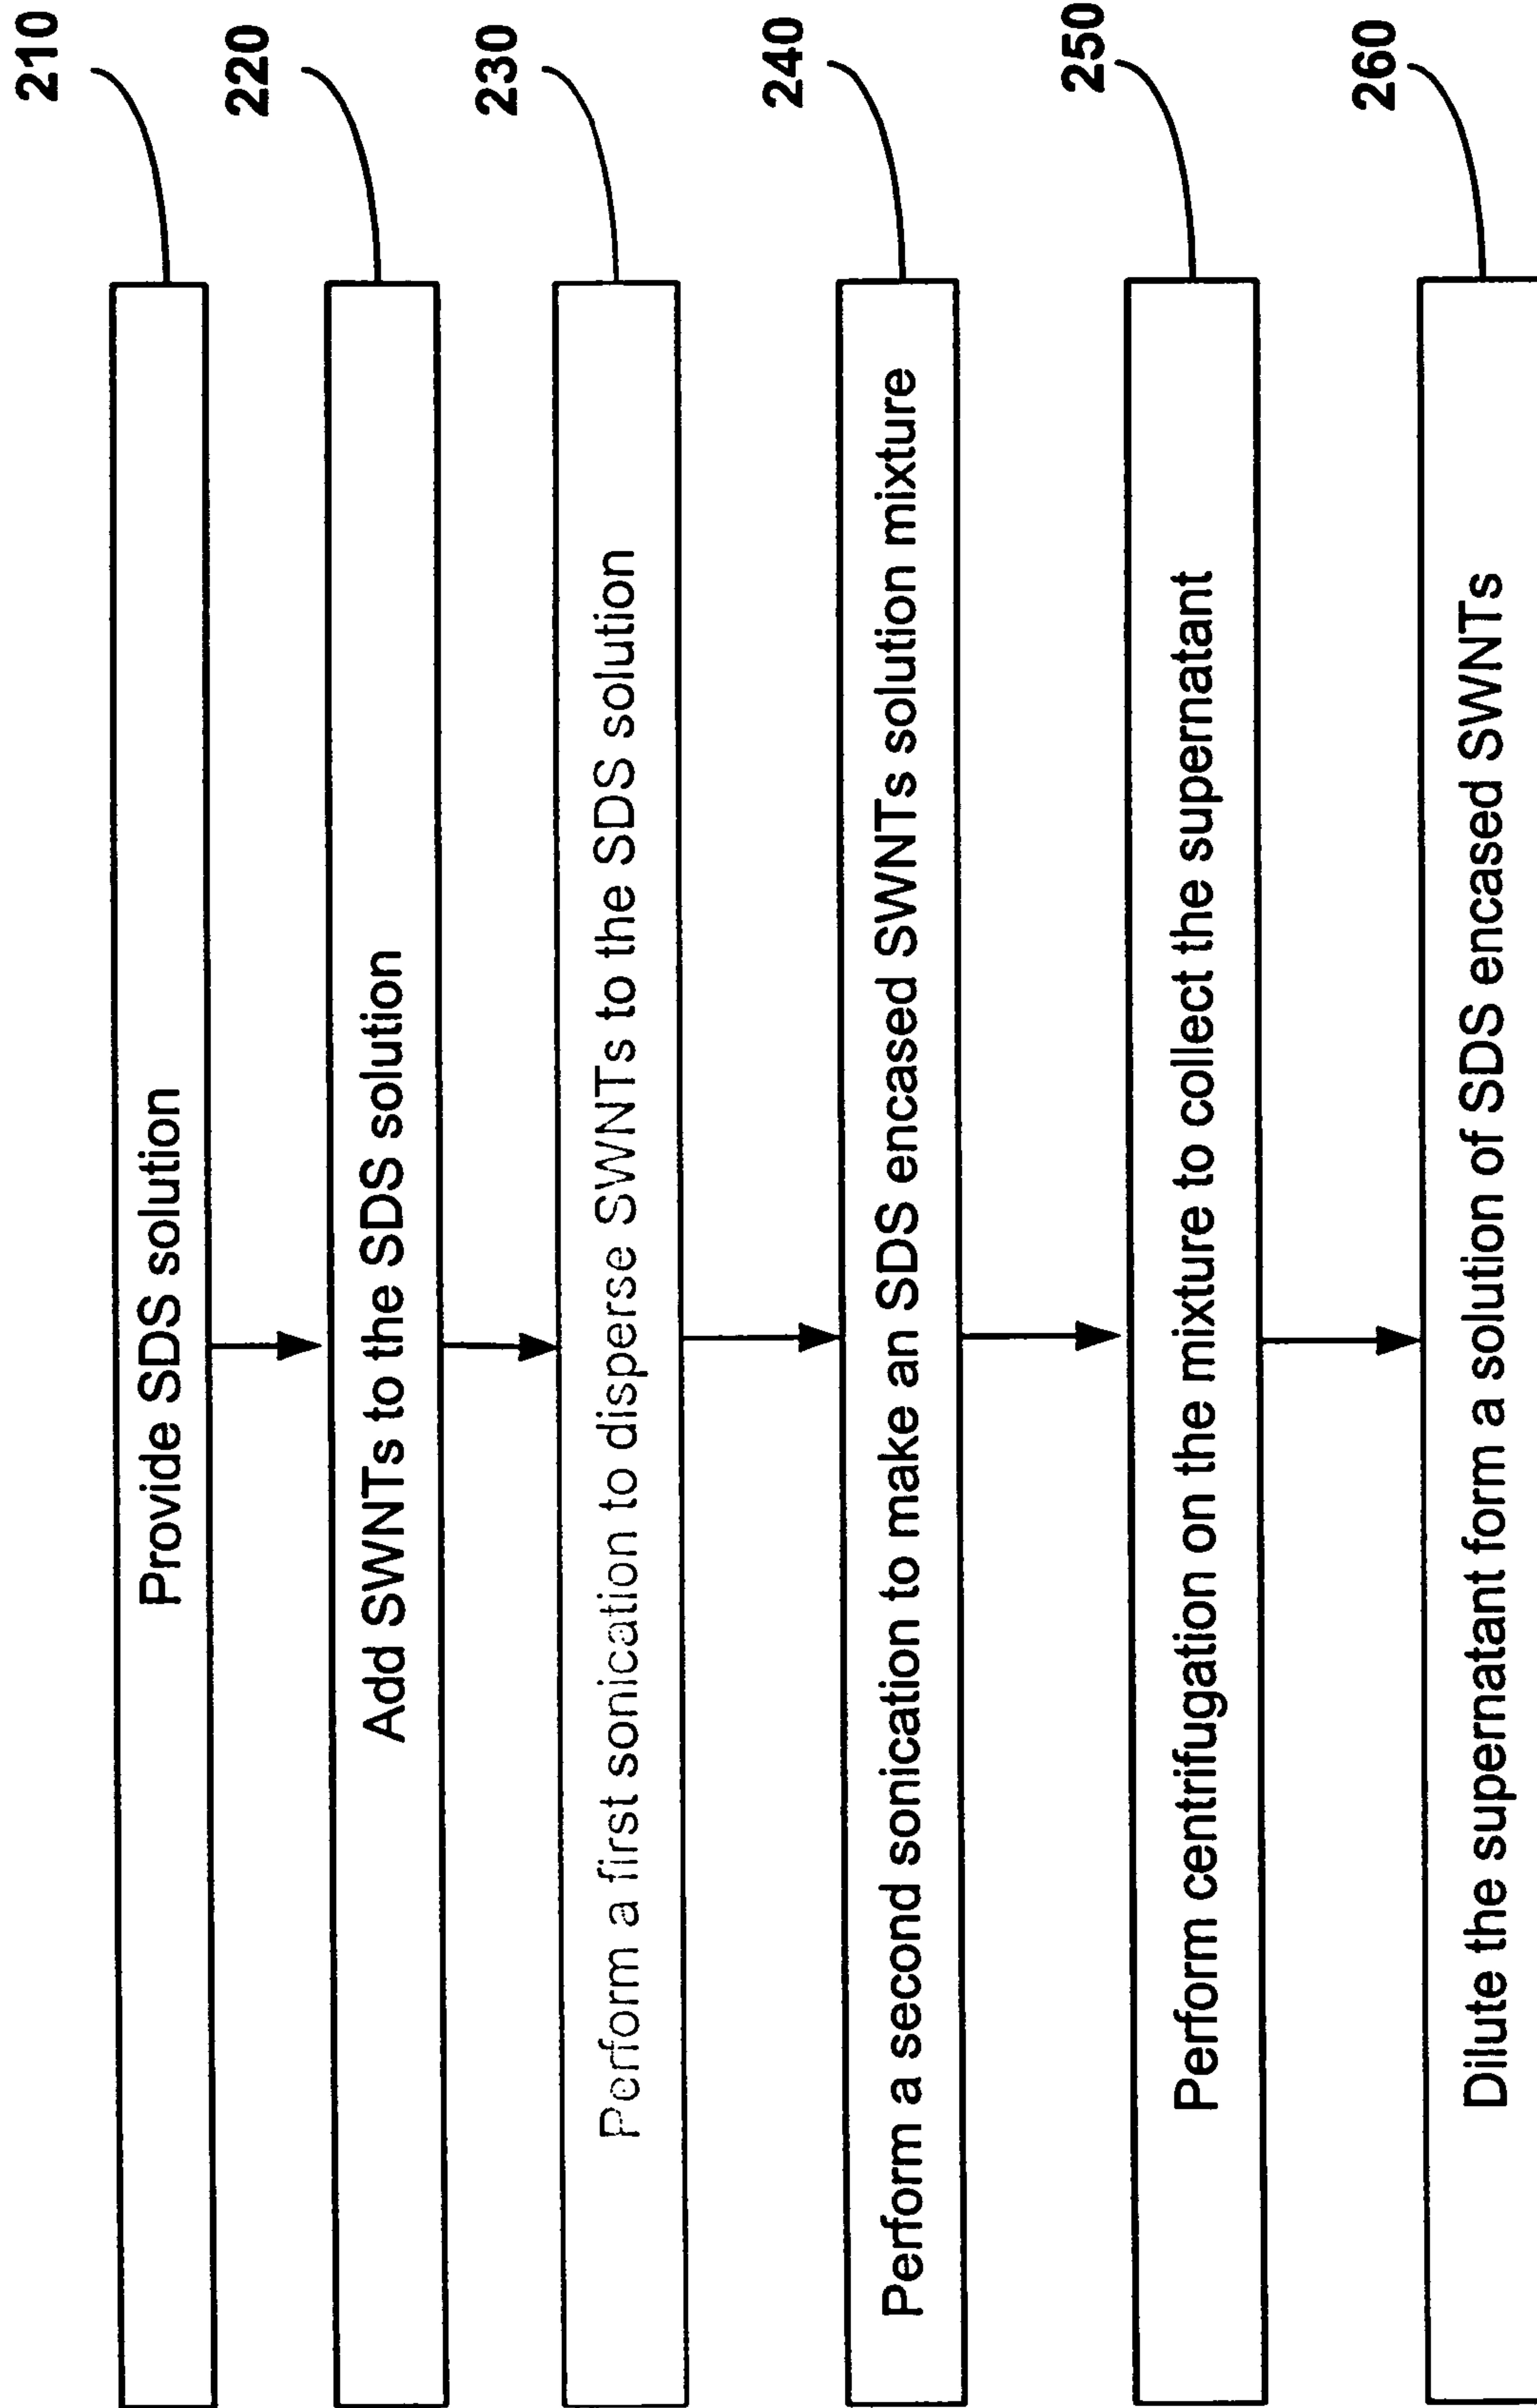 210
Provide SDS solution
220
Add SWNTs to the SDS solution
230
Perform a first sonication to disperse SWNTs to the SDS solution
240
Perform a second sonication to make an SDS encased SWNTs solution mixture
250
Perform centrifugation on the mixture to collect the supernatant
260
Dilute the supernatant form a solution of SDS encased SWNTs